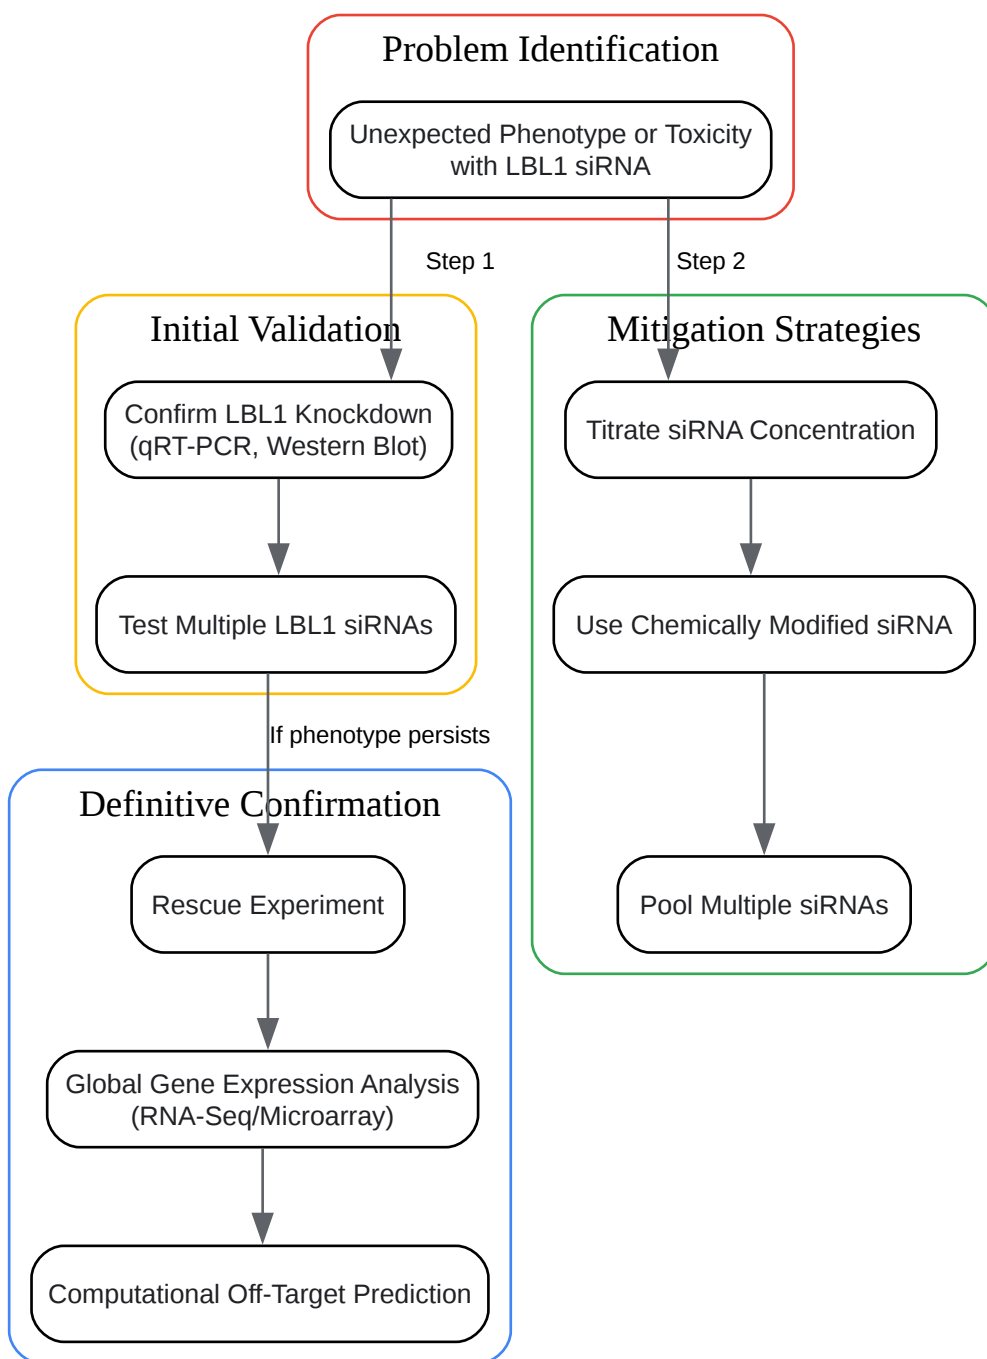 Problem Identification
Unexpected Phenotype or Toxicity
with LBL1 siRNA
Step 1
Step 2
Initial Validation
Confirm LBL1 Knockdown
(qRT-PCR, Western Blot)
Test Multiple LBL1 siRNAs
If phenotype persists
Mitigation Strategies
Titrate siRNA Concentration
Use Chemically Modified siRNA
Pool Multiple siRNAs
Definitive Confirmation
Rescue Experiment
Global Gene Expression Analysis
(RNA-Seq/Microarray)
Computational Off-Target Prediction